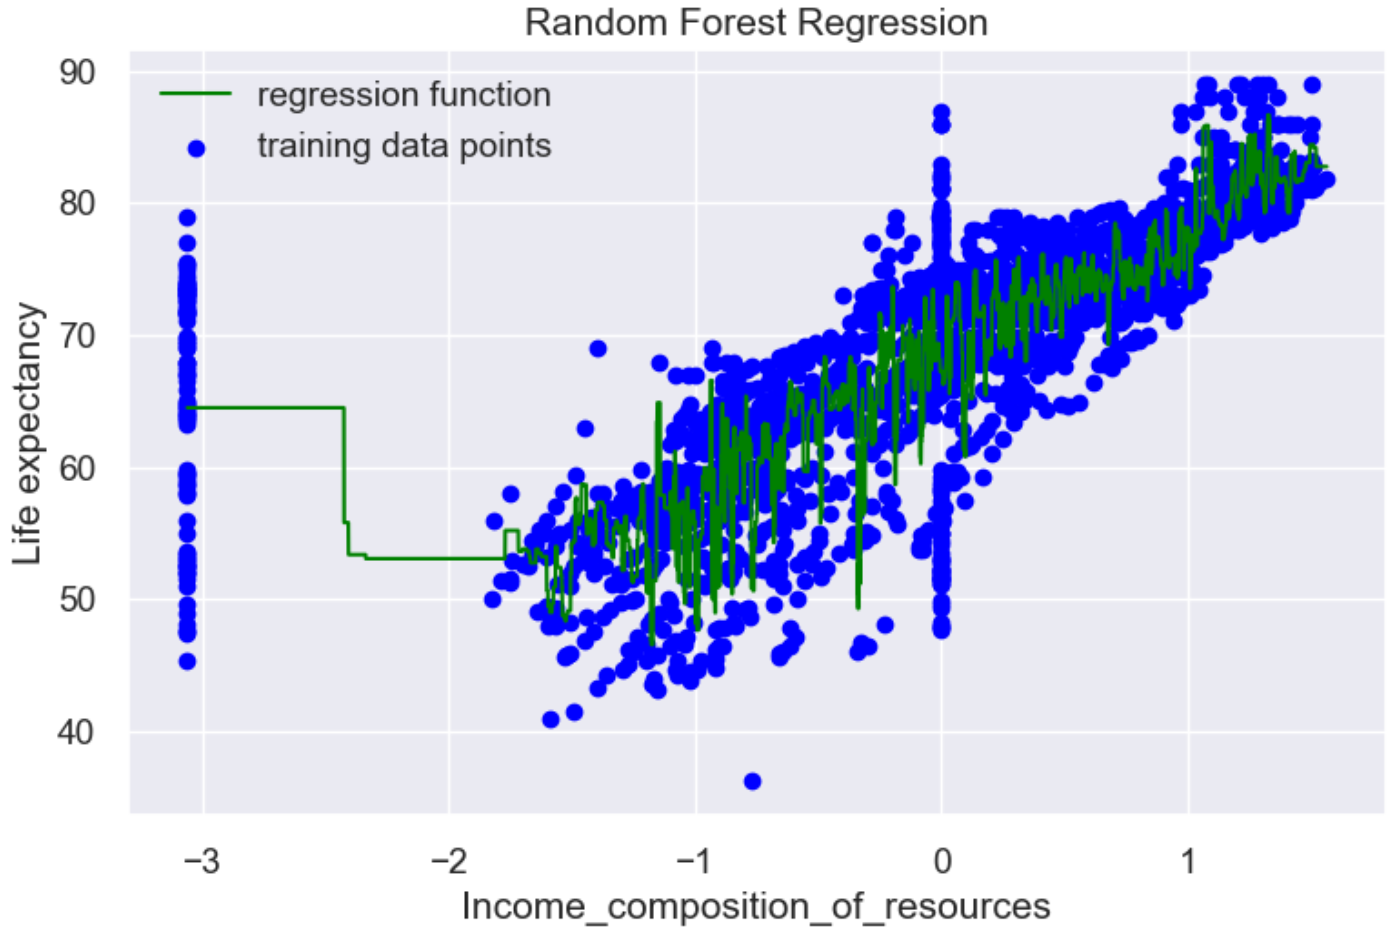 Random Forest Regression
regression function
training data points
90
80
70
60
50
40
Life expectancy
−3 −2 −1 0 1
Income_composition_of_resources